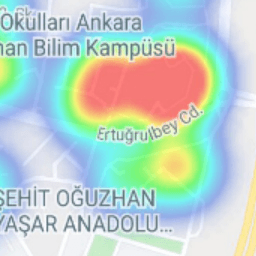 Okulları Ankara
Bilim Kampüsü
Ertuğrulbey Cd.
ŞEHİT OĞUZHAN
YAŞAR ANADOLU...